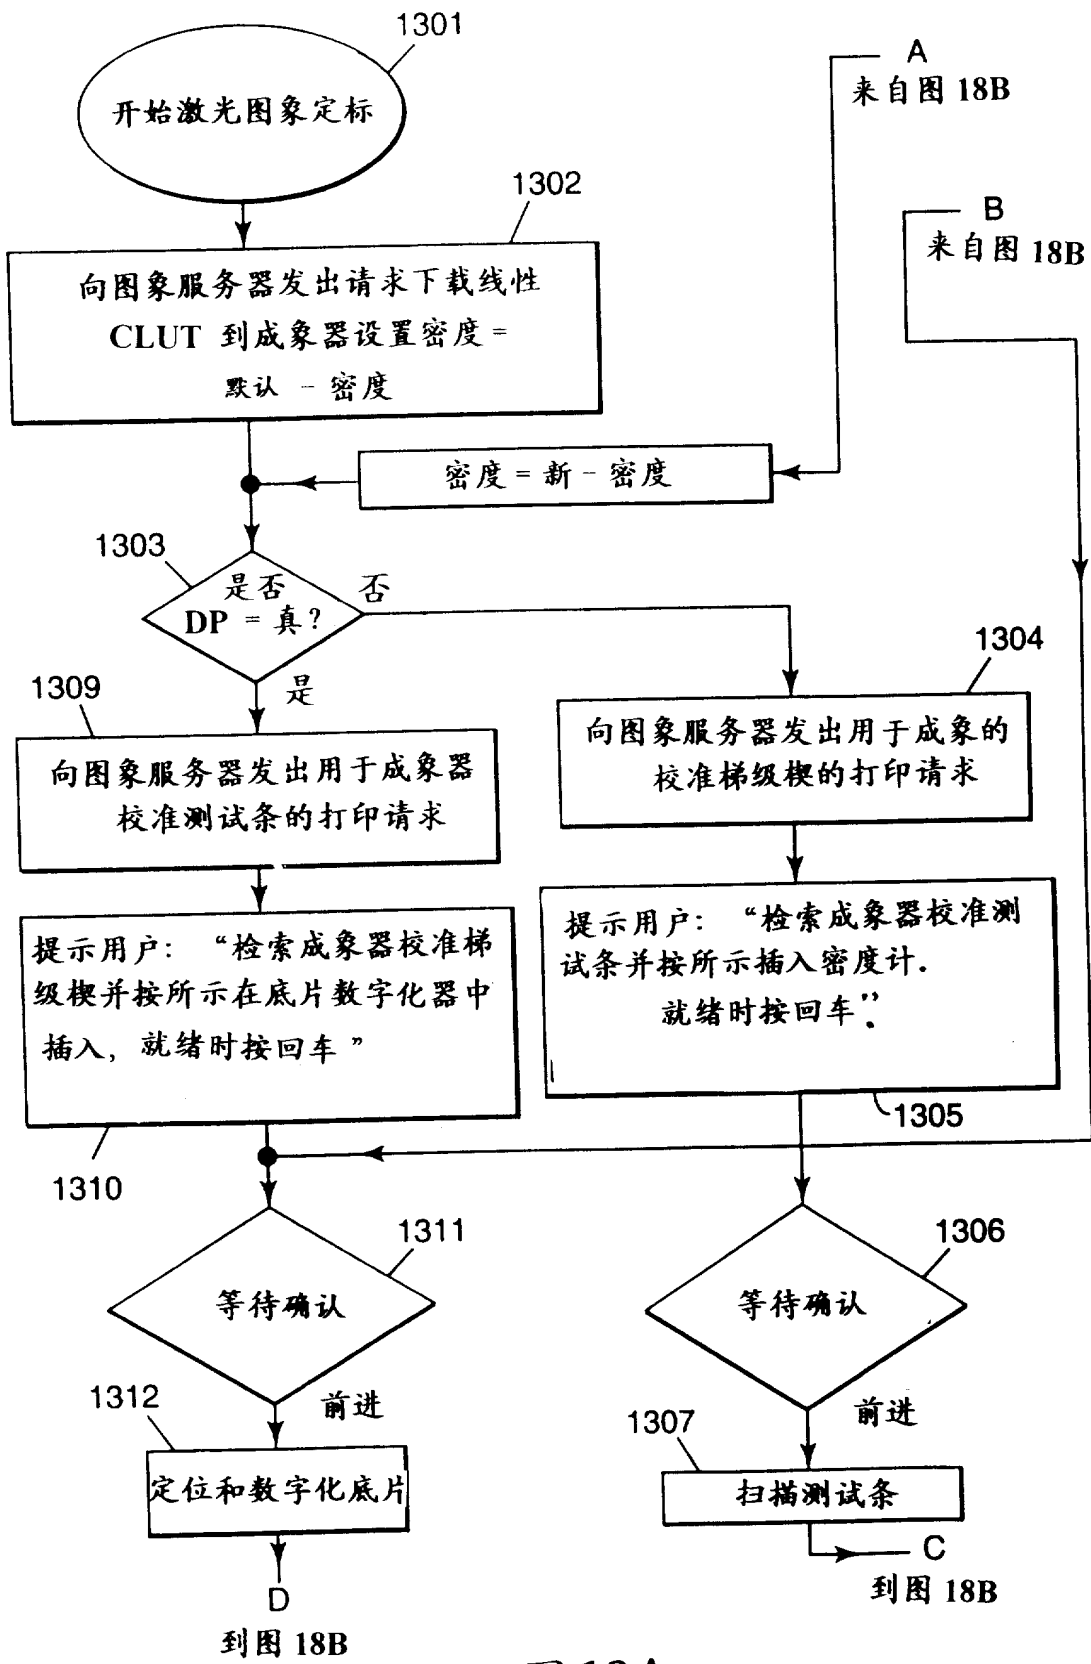 1301
开始激光图象定标
A
来自图 18B
1302
B
来自图 18B
向图象服务器发出请求下载线性
CLUT 到成象器设置密度 =
默认 - 密度
密度 = 新 - 密度
1303
是否
DP = 真?
否
是
1304
向图象服务器发出用于成象的
校准梯级楔的打印请求
1309
向图象服务器发出用于成象器
校准测试条的打印请求
提示用户: “检索成象器校准测
试条并按所示插入密度计.
就绪时按回车”.
1305
提示用户: “检索成象器校准梯
级楔并按所示在底片数字化器中
插入, 就绪时按回车”
1310
1311
等待确认
前进
1306
等待确认
前进
1312
定位和数字化底片
D
到图 18B
1307
扫描测试条
C
到图 18B